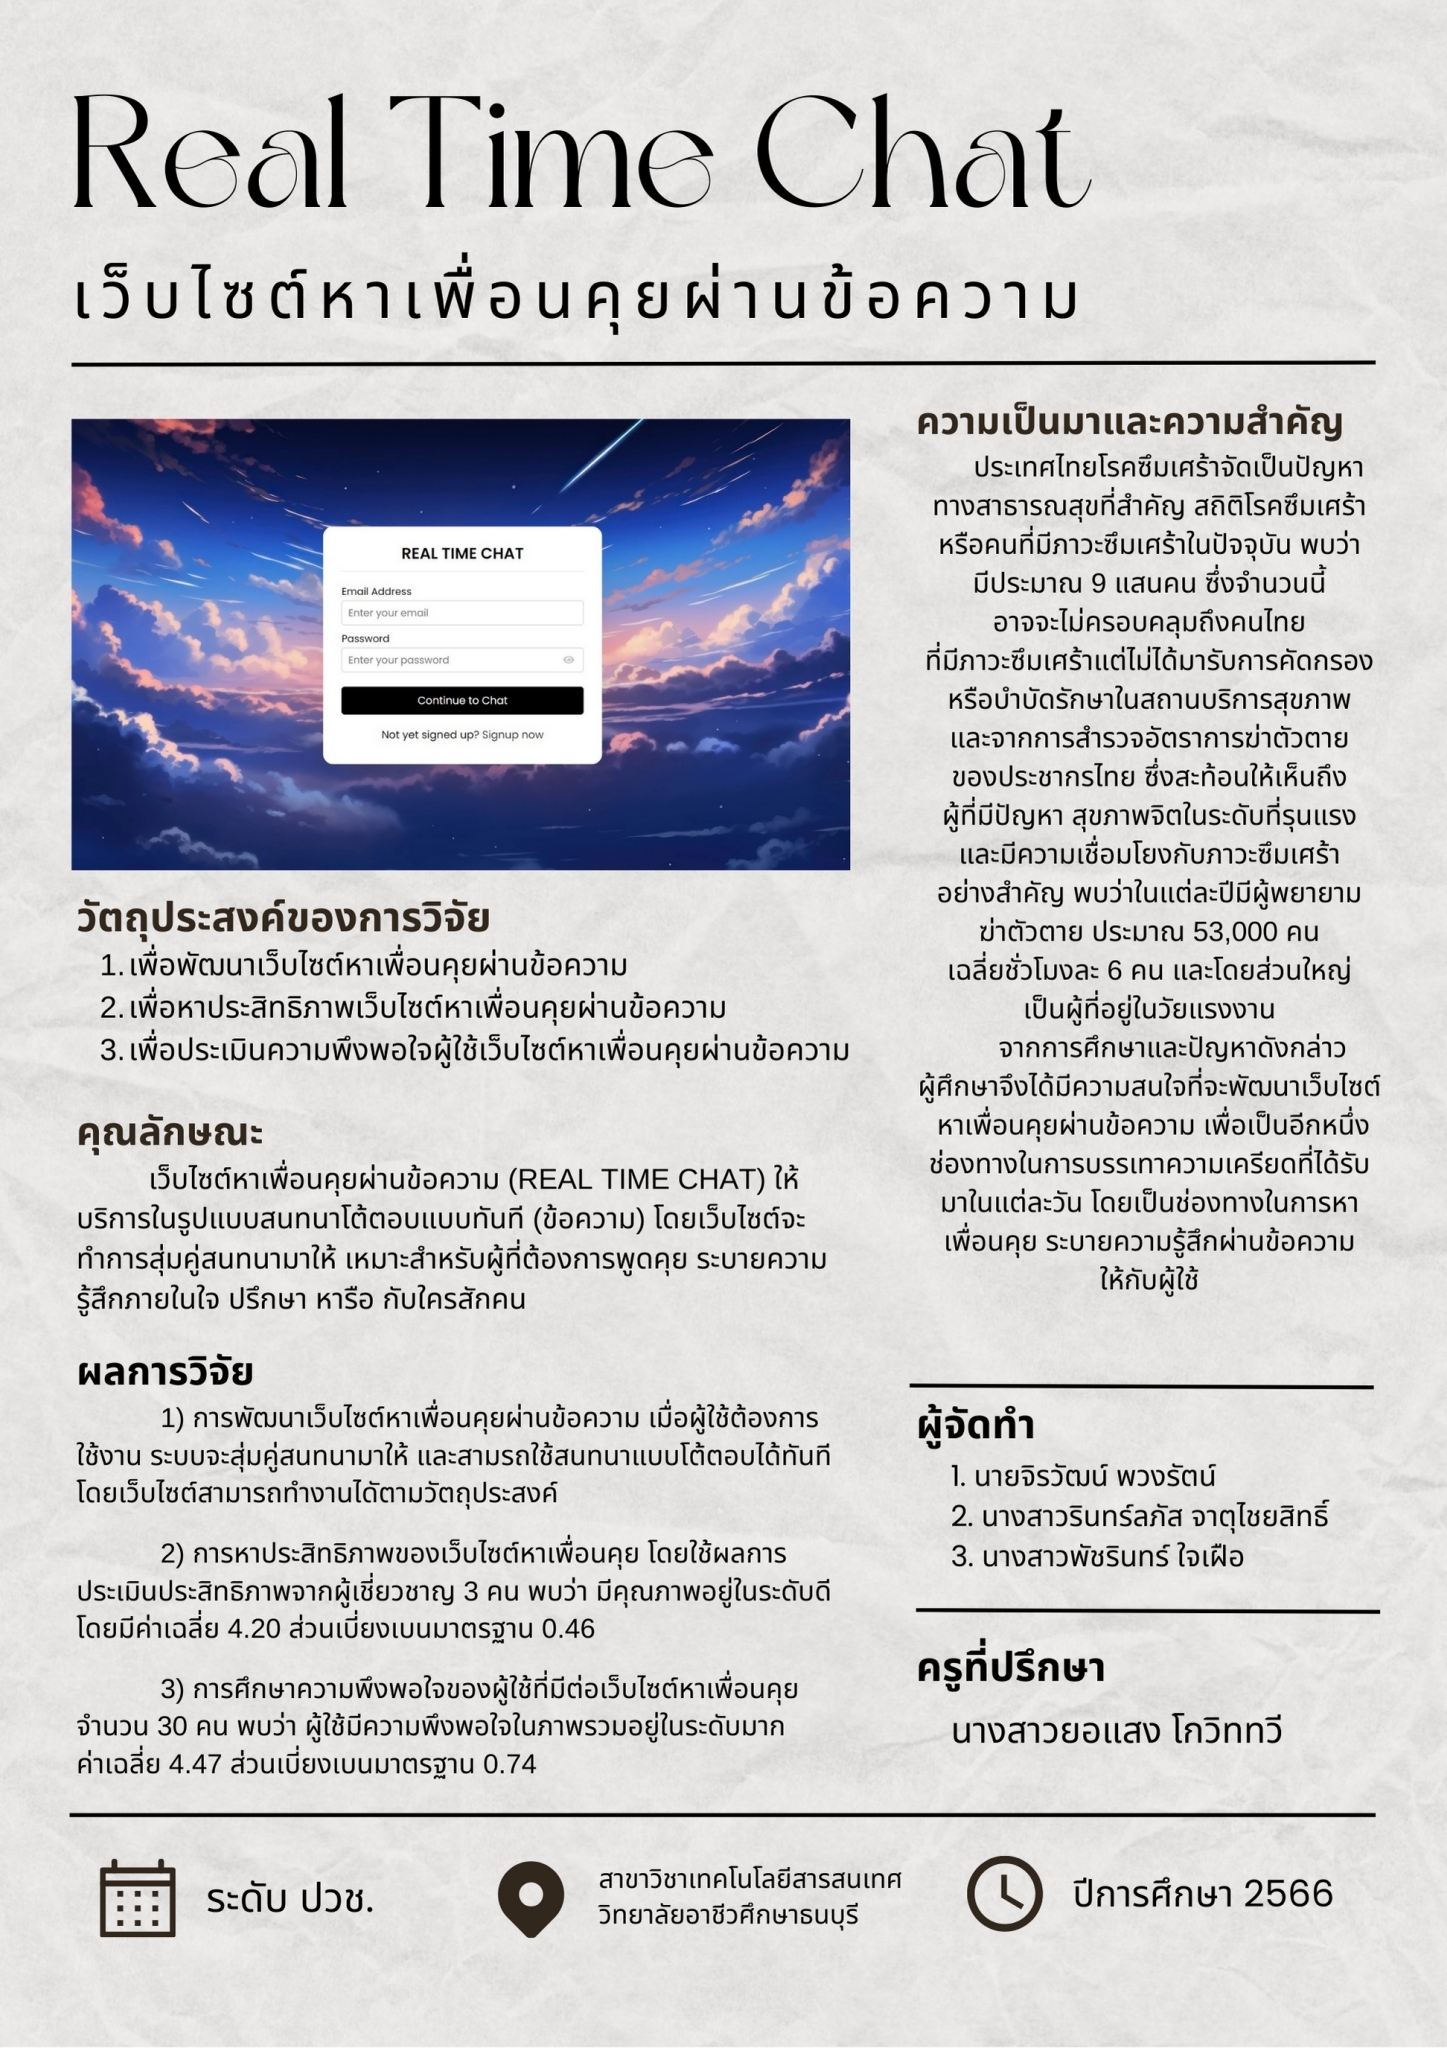 Real Time Chat
เว็บไซต์หาเพื่อนคุยผ่านข้อความ
REAL TIME CHAT
Email Address
Enter your email
Password
Enter your password
Continue to Chat
Not yet signed up? Signup now
วัตถุประสงค์ของการวิจัย
1. เพื่อพัฒนาเว็บไซต์หาเพื่อนคุยผ่านข้อความ
2. เพื่อหาประสิทธิภาพเว็บไซต์หาเพื่อนคุยผ่านข้อความ
3. เพื่อประเมินความพึงพอใจผู้ใช้เว็บไซต์หาเพื่อนคุยผ่านข้อความ
คุณลักษณะ
เว็บไซต์หาเพื่อนคุยผ่านข้อความ (REAL TIME CHAT) ให้
บริการในรูปแบบสนทนาโต้ตอบแบบทันที (ข้อความ) โดยเว็บไซต์จะ
ทำการสุ่มคู่สนทนามาให้ เหมาะสำหรับผู้ที่ต้องการพูดคุย ระบายความ
รู้สึกภายในใจ ปรึกษา หารือ กับใครสักคน
ผลการวิจัย
1) การพัฒนาเว็บไซต์หาเพื่อนคุยผ่านข้อความ เมื่อผู้ใช้ต้องการ
ใช้งาน ระบบจะสุ่มคู่สนทนามาให้ และสามรถใช้สนทนาแบบโต้ตอบได้ทันที
โดยเว็บไซต์สามารถทำงานได้ตามวัตถุประสงค์
2) การหาประสิทธิภาพของเว็บไซต์หาเพื่อนคุย โดยใช้ผลการ
ประเมินประสิทธิภาพจากผู้เชี่ยวชาญ 3 คน พบว่า มีคุณภาพอยู่ในระดับดี
โดยมีค่าเฉลี่ย 4.20 ส่วนเบี่ยงเบนมาตรฐาน 0.46
3) การศึกษาความพึงพอใจของผู้ใช้ที่มีต่อเว็บไซต์หาเพื่อนคุย
จำนวน 30 คน พบว่า ผู้ใช้มีความพึงพอใจในภาพรวมอยู่ในระดับมาก
ค่าเฉลี่ย 4.47 ส่วนเบี่ยงเบนมาตรฐาน 0.74
ความเป็นมาและความสำคัญ
ประเทศไทยโรคซึมเศร้าจัดเป็นปัญหา
ทางสาธารณสุขที่สำคัญ สถิติโรคซึมเศร้า
หรือคนที่มีภาวะซึมเศร้าในปัจจุบัน พบว่า
มีประมาณ 9 แสนคน ซึ่งจำนวนนี้
อาจจะไม่ครอบคลุมถึงคนไทย
ที่มีภาวะซึมเศร้าแต่ไม่ได้มารับการคัดกรอง
หรือบำบัดรักษาในสถานบริการสุขภาพ
และจากการสำรวจอัตราการฆ่าตัวตาย
ของประชากรไทย ซึ่งสะท้อนให้เห็นถึง
ผู้ที่มีปัญหา สุขภาพจิตในระดับที่รุนแรง
และมีความเชื่อมโยงกับภาวะซึมเศร้า
อย่างสำคัญ พบว่าในแต่ละปีมีผู้พยายาม
ฆ่าตัวตาย ประมาณ 53,000 คน
เฉลี่ยชั่วโมงละ 6 คน และโดยส่วนใหญ่
เป็นผู้ที่อยู่ในวัยแรงงาน
จากการศึกษาและปัญหาดังกล่าว
ผู้ศึกษาจึงได้มีความสนใจที่จะพัฒนาเว็บไซต์
หาเพื่อนคุยผ่านข้อความ เพื่อเป็นอีกหนึ่ง
ช่องทางในการบรรเทาความเครียดที่ได้รับ
มาในแต่ละวัน โดยเป็นช่องทางในการหา
เพื่อนคุย ระบายความรู้สึกผ่านข้อความ
ให้กับผู้ใช้
ผู้จัดทำ
1. นายจิรวัฒน์ พวงรัตน์
2. นางสาวรินทร์ลภัส จาตุไชยสิทธิ์
3. นางสาวพัชรินทร์ ใจเฝือ
ครูที่ปรึกษา
นางสาวยอแสง โกวิททวี
ระดับ ปวช.
สาขาวิชาเทคโนโลยีสารสนเทศ
วิทยาลัยอาชีวศึกษาธนบุรี
ปีการศึกษา 2566